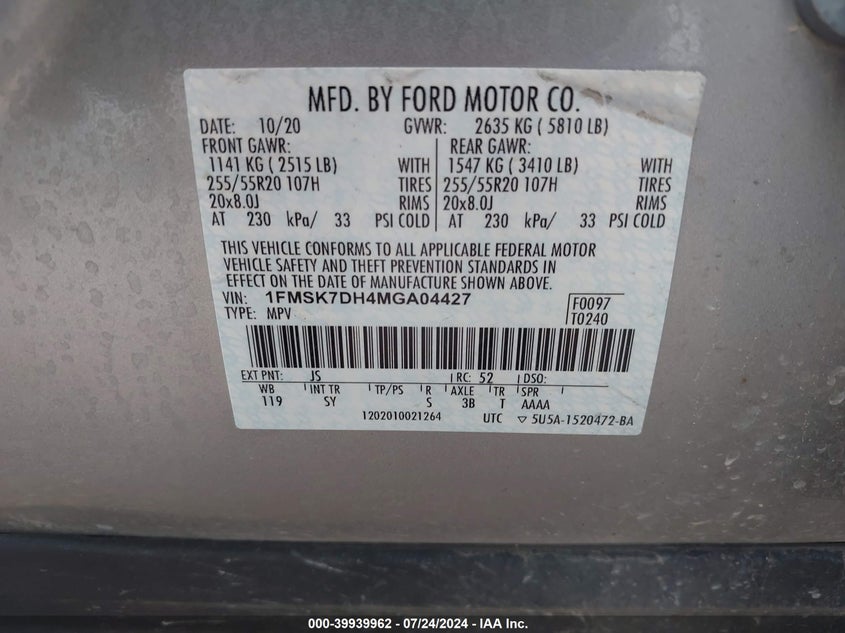 MFD. BY FORD MOTOR CO.
DATE: 10/20 GVWR: 2635 KG ( 5810 LB)
FRONT GAWR: REAR GAWR:
1141 KG ( 2515 LB) WITH 1547 KG ( 3410 LB) WITH
255/55R20 107H TIRES 255/55R20 107H TIRES
20x8.0J RIMS 20x8.0J RIMS
AT 230 kPa/ 33 PSI COLD AT 230 kPa/ 33 PSI COLD
THIS VEHICLE CONFORMS TO ALL APPLICABLE FEDERAL MOTOR
VEHICLE SAFETY AND THEFT PREVENTION STANDARDS IN
EFFECT ON THE DATE OF MANUFACTURE SHOWN ABOVE.
VIN: 1FMSK7DH4MGA04427 F0097
TYPE: MPV T0240
EXT PNT: JS RC: 52 DSO:
WB INT TR TP/PS R AXLE TR SPR
119 SY S 3B T AAAA
1202010021264 UTC ▽ 5U5A-1520472-BA
000-39939962 - 07/24/2024 - IAA Inc.